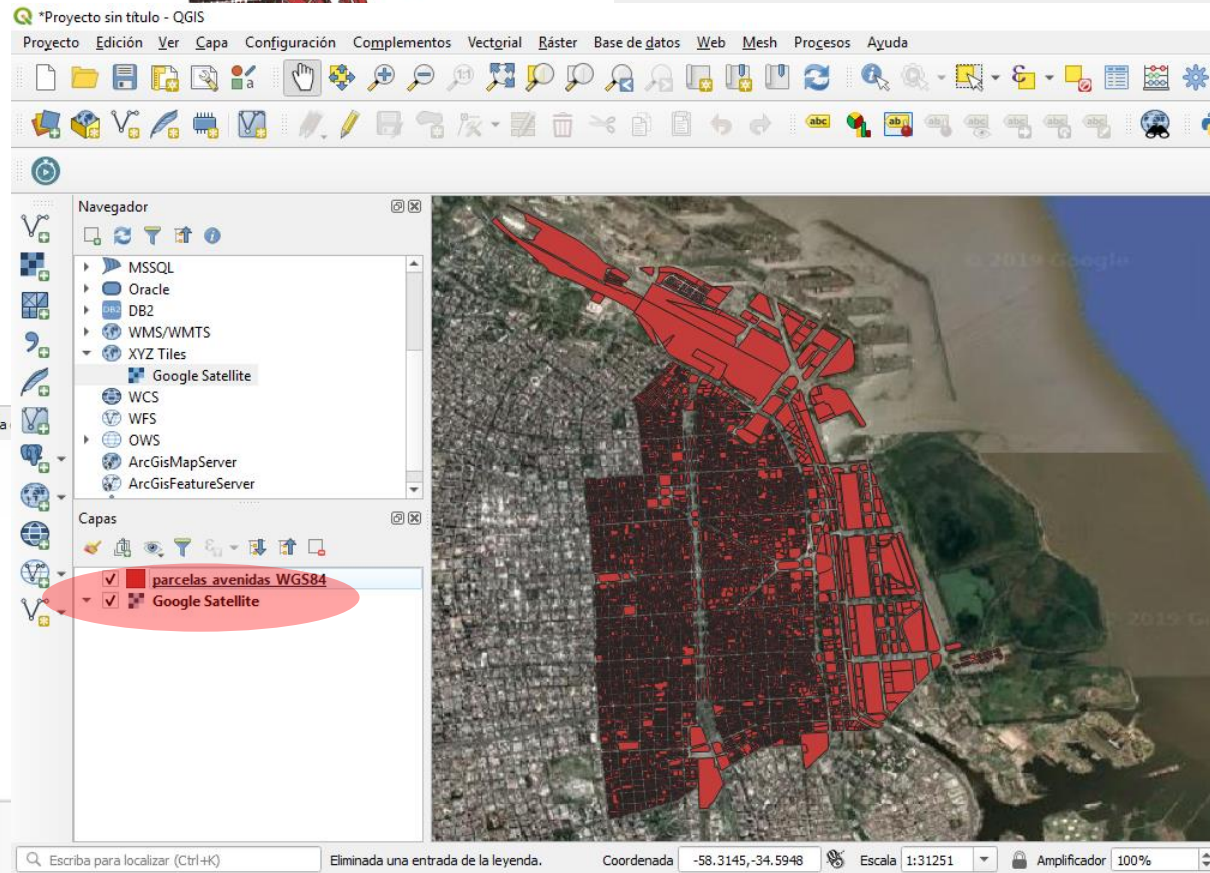 *Proyecto sin título - QGIS
Proyecto Edición Ver Capa Configuración Complementos Vectorial Ráster Base de datos Web Mesh Procesos Ayuda
Navegador
MSSQL
Oracle
DB2
WMS/WMTS
XYZ Tiles
Google Satellite
WCS
WFS
OWS
ArcGisMapServer
ArcGisFeatureServer
Capas
parcelas avenidas WGS84
Google Satellite
© 2019 Google
Escriba para localizar (Ctrl+K) Eliminada una entrada de la leyenda. Coordenada -58.3145,-34.5948 Escala 1:31251 Amplificador 100%